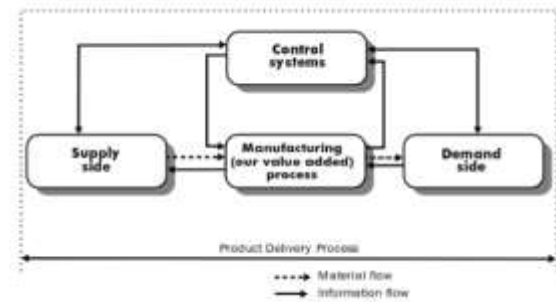 Control
systems
Supply
side
Manufacturing
(our value added)
process
Demand
side
Product Delivery Process
Material flow
Information flow